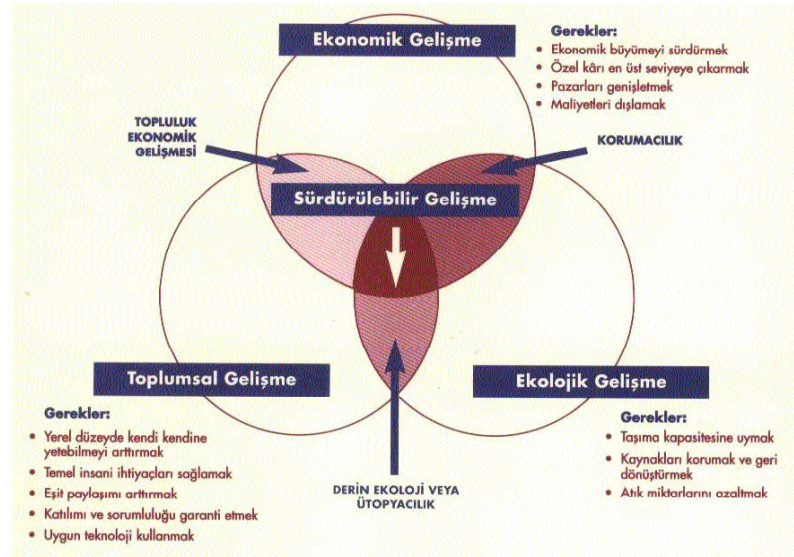 Ekonomik Gelişme
Gerekler:
• Ekonomik büyümeyi sürdürmek
• Özel kârı en üst seviyeye çıkarmak
• Pazarları genişletmek
• Maliyetleri dışlamak
TOPLULUK
EKONOMİK
GELİŞMESİ
KORUMACILIK
Sürdürülebilir Gelişme
Toplumsal Gelişme
Ekolojik Gelişme
Gerekler:
• Yerel düzeyde kendi kendine
yetebilmeyi arttırmak
• Temel insani ihtiyaçları sağlamak
• Eşit paylaşımı arttırmak
• Katılımı ve sorumluluğu garanti etmek
• Uygun teknoloji kullanmak
DERİN EKOLOJİ VEYA
ÜTOPYACILIK
Gerekler:
• Taşıma kapasitesine uymak
• Kaynakları korumak ve geri
dönüştürmek
• Atık miktarlarını azaltmak